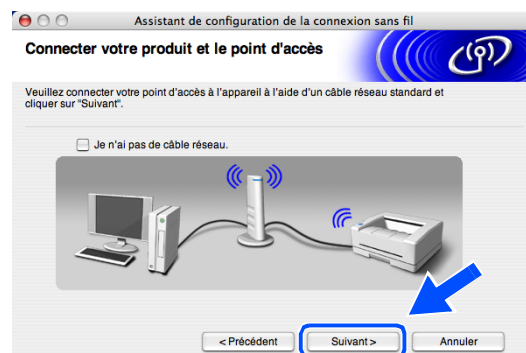 Assistant de configuration de la connexion sans fil
Connecter votre produit et le point d'accès
Veuillez connecter votre point d'accès à l'appareil à l'aide d'un câble réseau standard et
cliquer sur "Suivant".
Je n'ai pas de câble réseau.
< Précédent
Suivant >
Annuler